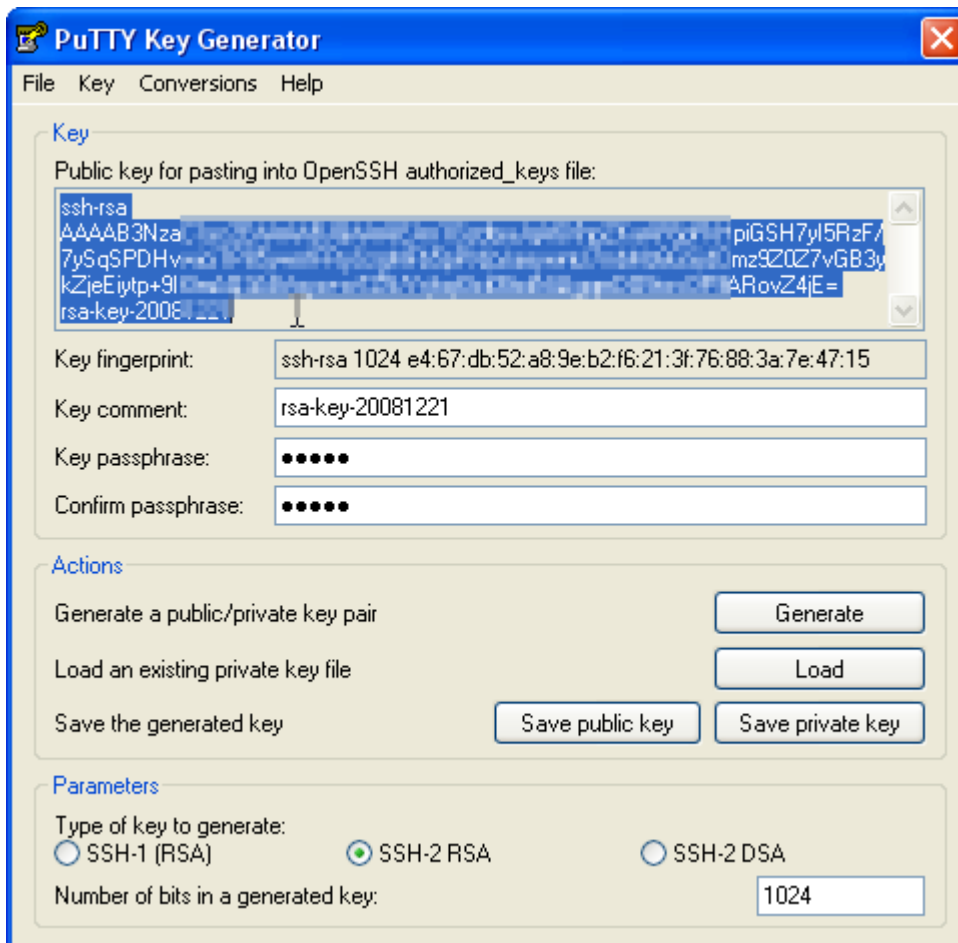 PuTTY Key Generator
File Key Conversions Help
Key
Public key for pasting into OpenSSH authorized_keys file:
ssh-rsa
AAAAB3Nza piGSH7yI5RzF/
7ySqSPDHv mz9Z0Z7vGB3y
kZjeEiytp+9I ARovZ4jE=
rsa-key-2008
Key fingerprint: ssh-rsa 1024 e4:67:db:52:a8:9e:b2:f6:21:3f:76:88:3a:7e:47:15
Key comment: rsa-key-20081221
Key passphrase: •••••
Confirm passphrase: •••••
Actions
Generate a public/private key pair Generate
Load an existing private key file Load
Save the generated key Save public key Save private key
Parameters
Type of key to generate:
SSH-1 (RSA) SSH-2 RSA SSH-2 DSA
Number of bits in a generated key: 1024